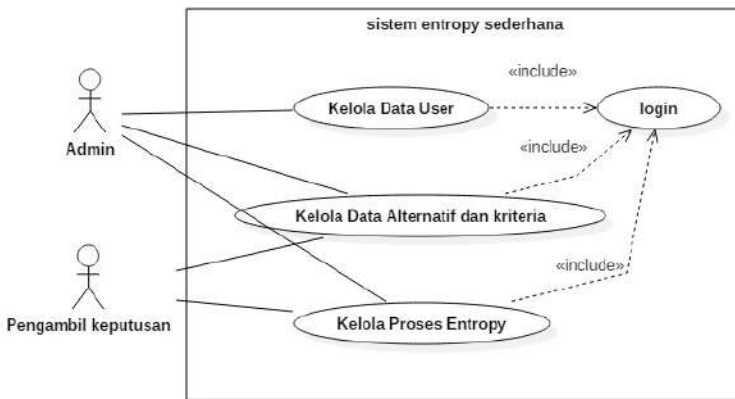 sistem entropy sederhana
«include»
Kelola Data User
login
Admin
«include»
Kelola Data Alternatif dan kriteria
«include»
Pengambil keputusan
Kelola Proses Entropy